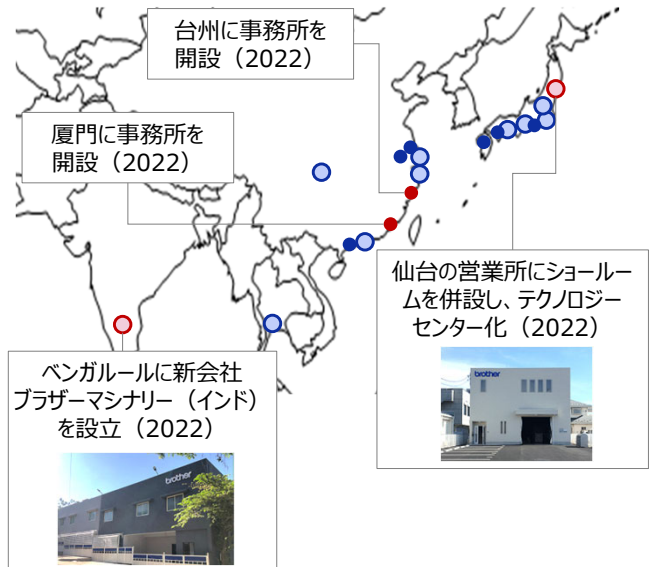 台州に事務所を
開設（2022）
厦門に事務所を
開設（2022）
仙台の営業所にショールー
ムを併設し、テクノロジー
センター化（2022）
brother
ベンガルールに新会社
ブラザーマシナリー（インド）
を設立（2022）
brother